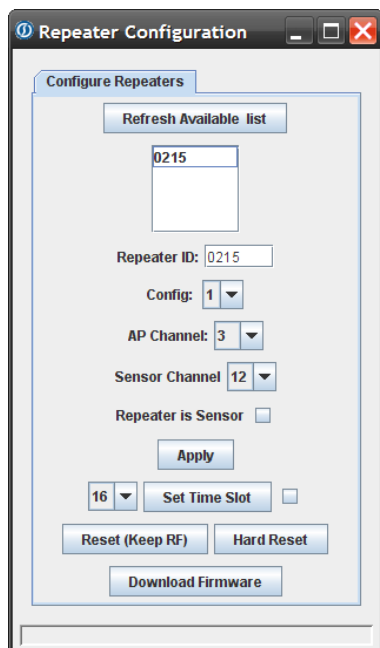 Repeater Configuration
Configure Repeaters
Refresh Available list
0215
Repeater ID: 0215
Config: 1
AP Channel: 3
Sensor Channel 12
Repeater is Sensor
Apply
16 Set Time Slot
Reset (Keep RF) Hard Reset
Download Firmware